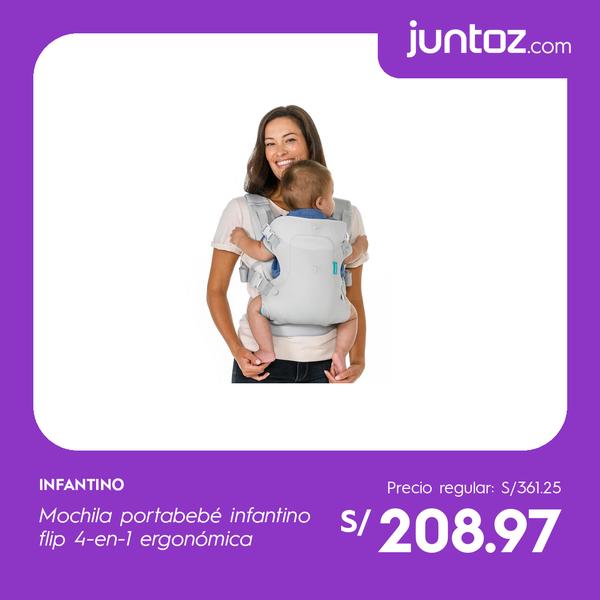 juntoz.com
INFANTINO
Mochila portabebé infantino
flip 4-en-1 ergonómica
Precio regular: S/361.25
S/208.97